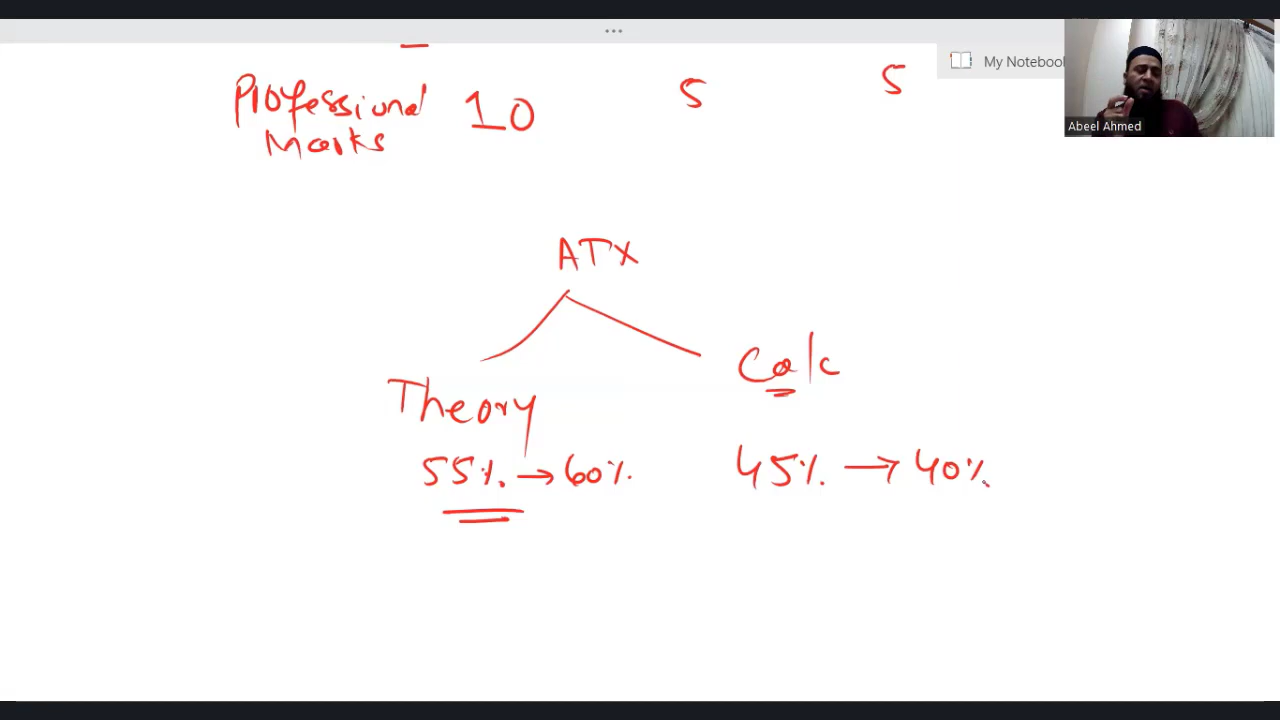 ...
My Notebook
Abeel Ahmed
Professional 10 5 5
Marks
ATX
Theory Calc
55% → 60% 45% → 40%